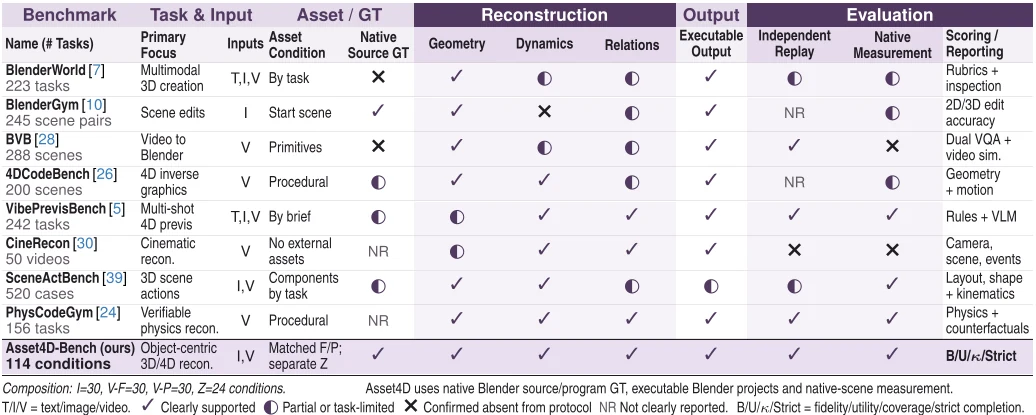 Benchmark Task & Input Asset / GT Reconstruction Output Evaluation
Name (# Tasks) Primary Focus Inputs Asset Condition Native Source GT Geometry Dynamics Relations Executable Output Independent Replay Native Measurement Scoring / Reporting
BlenderWorld [7] Multimodal T,I,V By task ✕ ✓ ◐ ◐ ✓ ◐ ◐ Rubrics +
223 tasks 3D creation inspection
BlenderGym [10] Scene edits I Start scene ✓ ✓ ✕ ◐ ✓ NR ◐ 2D/3D edit
245 scene pairs accuracy
BVB [28] Video to V Primitives ✕ ✓ ◐ ◐ ✓ ✓ ✕ Dual VQA +
288 scenes Blender video sim.
4DCodeBench [26] 4D inverse V Procedural ◐ ✓ ✓ ◐ ✓ NR ◐ Geometry
200 scenes graphics + motion
VibePrevisBench [5] Multi-shot T,I,V By brief ◐ ◐ ✓ ✓ ✓ ✓ ✓ Rules + VLM
242 tasks 4D previs
CineRecon [30] Cinematic V No external NR ◐ ✓ ✓ ✓ ✕ ✕ Camera,
50 videos recon. assets scene, events
SceneActBench [39] 3D scene I,V Components ◐ ✓ ✓ ◐ ◐ ◐ ✓ Layout, shape
520 cases actions by task + kinematics
PhysCodeGym [24] Verifiable V Procedural NR ✓ ✓ ✓ ✓ ✓ ✓ Physics +
156 tasks physics recon. counterfactuals
Asset4D-Bench (ours) Object-centric I,V Matched F/P; ✓ ✓ ✓ ✓ ✓ ✓ ✓ B/U/κ/Strict
114 conditions 3D/4D recon. separate Z
Composition: I=30, V-F=30, V-P=30, Z=24 conditions. Asset4D uses native Blender source/program GT, executable Blender projects and native-scene measurement.
T/I/V = text/image/video. ✓ Clearly supported ◐ Partial or task-limited ✕ Confirmed absent from protocol NR Not clearly reported. B/U/κ/Strict = fidelity/utility/coverage/strict completion.